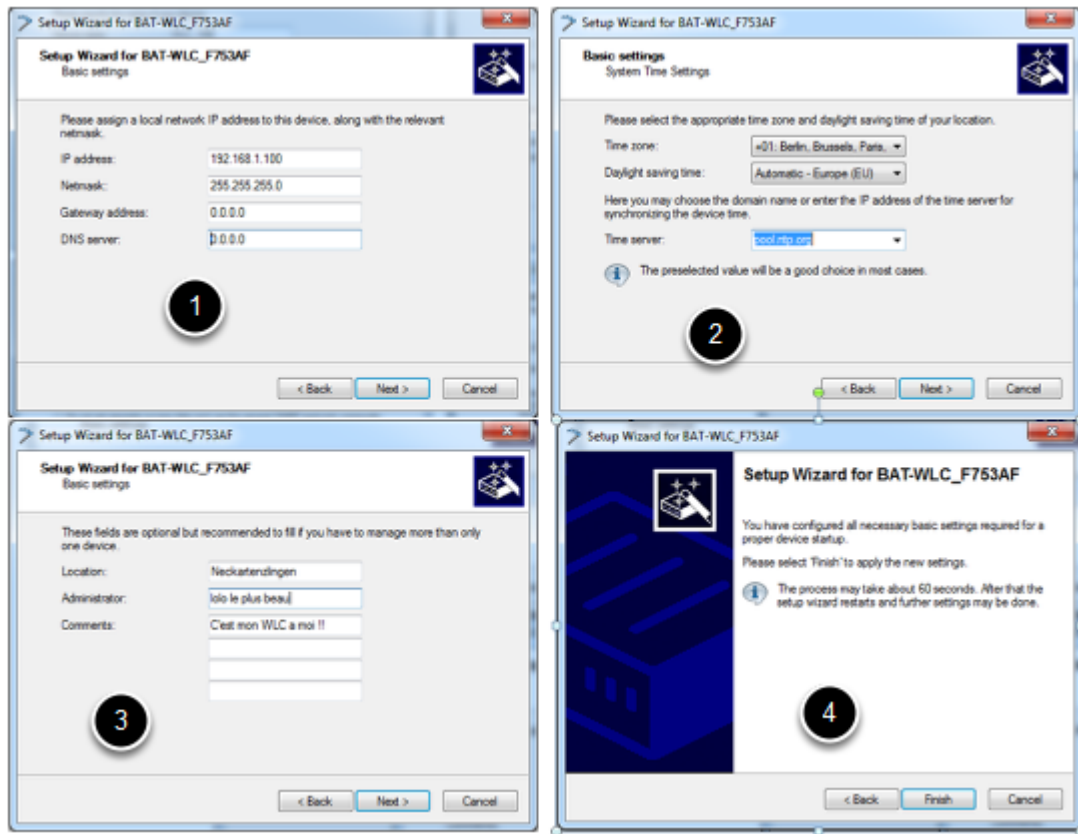 Setup Wizard for BAT-WLC_F753AF
Setup Wizard for BAT-WLC_F753AF
Basic settings
Please assign a local network IP address to this device, along with the relevant
netmask.
IP address: 192.168.1.100
Netmask: 255.255.255.0
Gateway address: 0.0.0.0
DNS server: 0.0.0.0
1
< Back Next > Cancel
Setup Wizard for BAT-WLC_F753AF
Basic settings
System Time Settings
Please select the appropriate time zone and daylight saving time of your location.
Time zone: +01: Berlin, Brussels, Paris,
Daylight saving time: Automatic - Europe (EU)
Here you may choose the domain name or enter the IP address of the time server for
synchronizing the device time.
Time server: pool.ntp.org
The preselected value will be a good choice in most cases.
2
< Back Next > Cancel
Setup Wizard for BAT-WLC_F753AF
Setup Wizard for BAT-WLC_F753AF
Basic settings
These fields are optional but recommended to fill if you have to manage more than only
one device.
Location: Neckartenzlingen
Administrator: lolo le plus beau
Comments: C'est mon WLC a moi !!
3
< Back Next > Cancel
Setup Wizard for BAT-WLC_F753AF
Setup Wizard for BAT-WLC_F753AF
You have configured all necessary basic settings required for a
proper device startup.
Please select 'Finish' to apply the new settings.
The process may take about 60 seconds. After that the
setup wizard restarts and further settings may be done.
4
< Back Finish Cancel